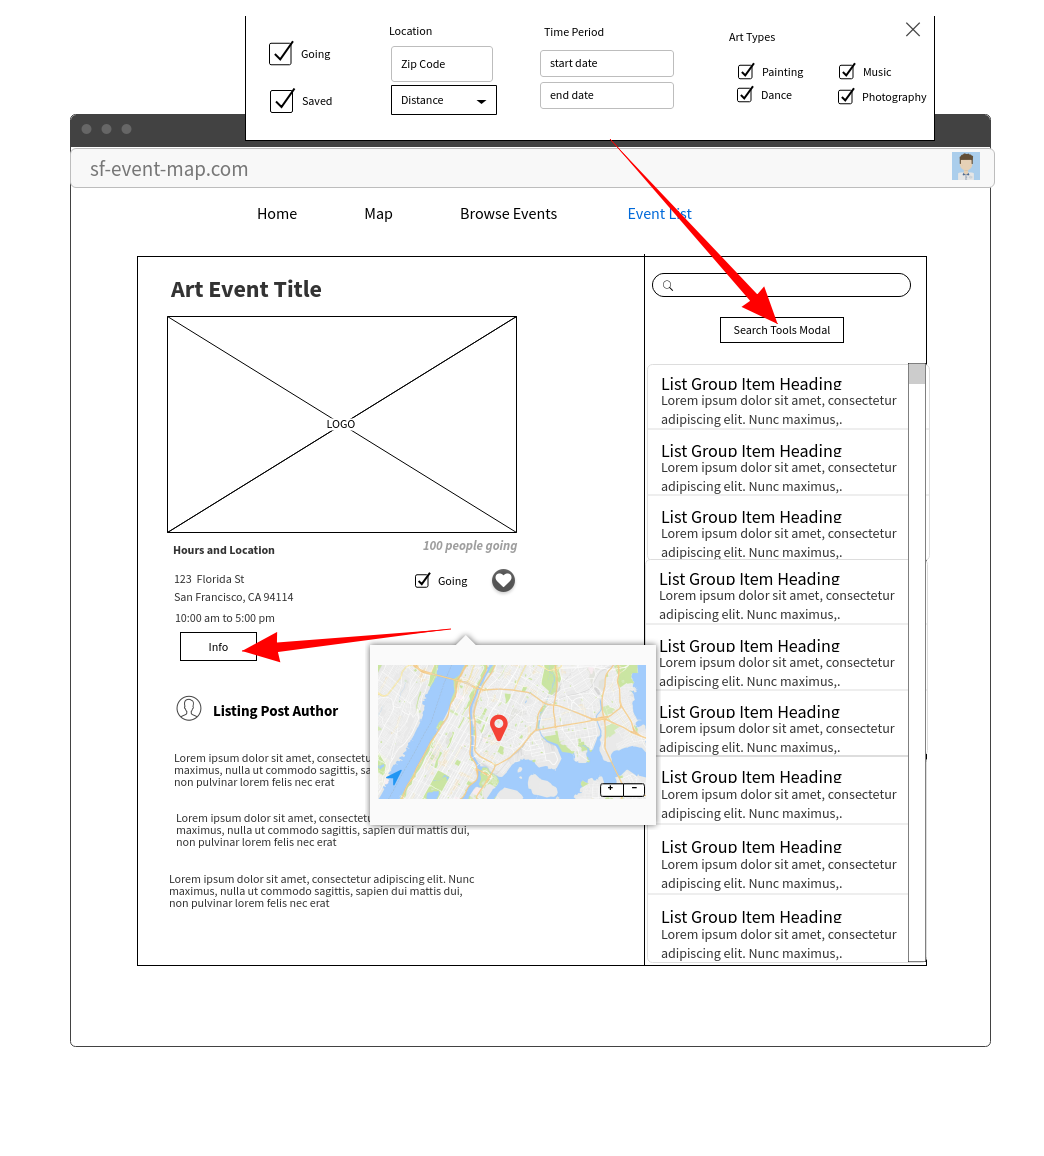 Going
Saved
Location
Zip Code
Distance
Time Period
start date
end date
Art Types
Painting
Music
Dance
Photography
sf-event-map.com
Home
Map
Browse Events
Event List
Art Event Title
LOGO
Hours and Location
100 people going
123 Florida St
San Francisco, CA 94114
10:00 am to 5:00 pm
Going
Info
Listing Post Author
Lorem ipsum dolor sit amet, consectetu
maximus, nulla ut commodo sagittis, sa
non pulvinar lorem felis nec erat
Lorem ipsum dolor sit amet, consectetu
maximus, nulla ut commodo sagittis, sapien dui mattis dui,
non pulvinar lorem felis nec erat
Lorem ipsum dolor sit amet, consectetur adipiscing elit. Nunc
maximus, nulla ut commodo sagittis, sapien dui mattis dui,
non pulvinar lorem felis nec erat
+ −
Search Tools Modal
List Group Item Heading
Lorem ipsum dolor sit amet, consectetur
adipiscing elit. Nunc maximus,.
List Group Item Heading
Lorem ipsum dolor sit amet, consectetur
adipiscing elit. Nunc maximus,.
List Group Item Heading
Lorem ipsum dolor sit amet, consectetur
adipiscing elit. Nunc maximus,.
List Group Item Heading
Lorem ipsum dolor sit amet, consectetur
adipiscing elit. Nunc maximus,.
List Group Item Heading
Lorem ipsum dolor sit amet, consectetur
adipiscing elit. Nunc maximus,.
List Group Item Heading
Lorem ipsum dolor sit amet, consectetur
adipiscing elit. Nunc maximus,.
List Group Item Heading
Lorem ipsum dolor sit amet, consectetur
adipiscing elit. Nunc maximus,.
List Group Item Heading
Lorem ipsum dolor sit amet, consectetur
adipiscing elit. Nunc maximus,.
List Group Item Heading
Lorem ipsum dolor sit amet, consectetur
adipiscing elit. Nunc maximus,.